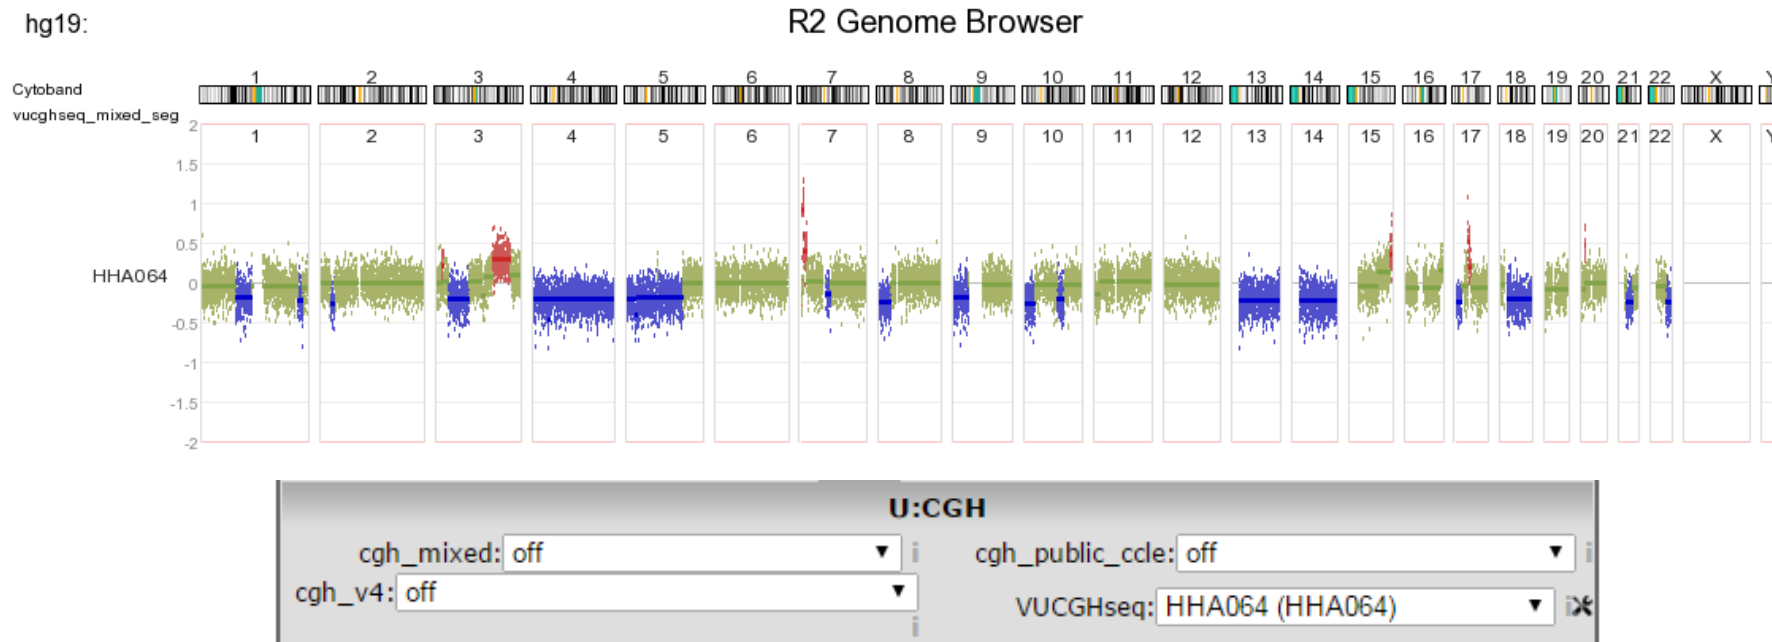 hg19:
R2 Genome Browser
1 2 3 4 5 6 7 8 9 10 11 12 13 14 15 16 17 18 19 20 21 22 X Y
Cytoband
vucghseq_mixed_seg
2
1 2 3 4 5 6 7 8 9 10 11 12 13 14 15 16 17 18 19 20 21 22 X Y
1.5
1
0.5
HHA064
0
-0.5
-1
-1.5
-2
U:CGH
cgh_mixed: off i cgh_public_ccle: off i
cgh_v4: off i
VUCGHseq: HHA064 (HHA064) i